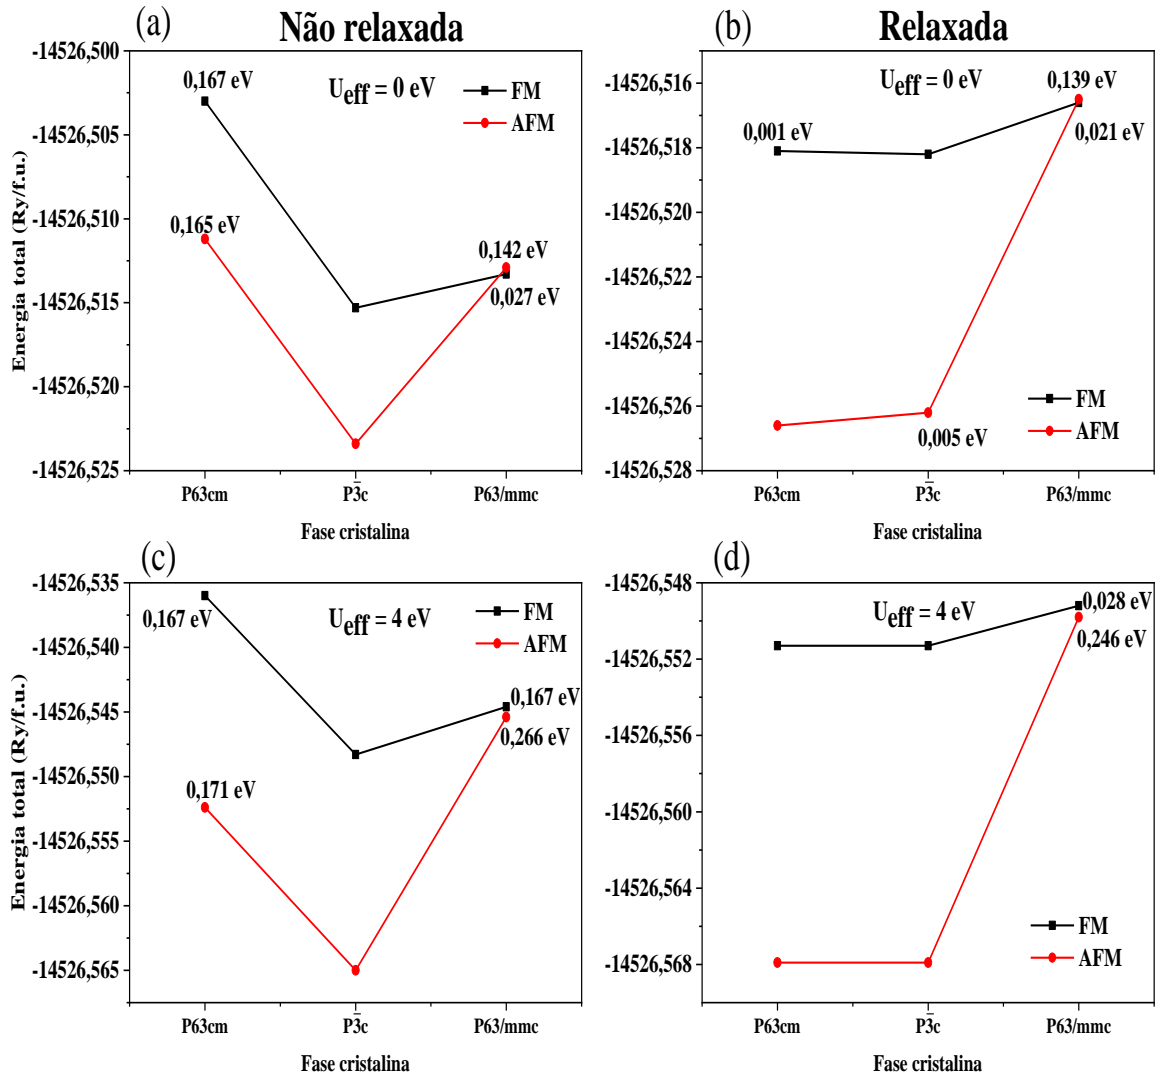 (a)
Não relaxada
-14526,500
-14526,505
-14526,510
-14526,515
-14526,520
-14526,525
Energia total (Ry/f.u.)
0,167 eV
Ueff = 0 eV
FM
AFM
0,165 eV
0,142 eV
0,027 eV
P63cm
P3̅c
P63/mmc
Fase cristalina
(b)
Relaxada
-14526,516
-14526,518
-14526,520
-14526,522
-14526,524
-14526,526
-14526,528
Ueff = 0 eV
0,139 eV
0,001 eV
0,021 eV
FM
AFM
0,005 eV
P63cm
P3̅c
P63/mmc
Fase cristalina
(c)
-14526,535
-14526,540
-14526,545
-14526,550
-14526,555
-14526,560
-14526,565
Energia total (Ry/f.u.)
0,167 eV
Ueff = 4 eV
FM
AFM
0,167 eV
0,266 eV
0,171 eV
P63cm
P3̅c
P63/mmc
Fase cristalina
(d)
-14526,548
-14526,552
-14526,556
-14526,560
-14526,564
-14526,568
Ueff = 4 eV
0,028 eV
0,246 eV
FM
AFM
P63cm
P3̅c
P63/mmc
Fase cristalina